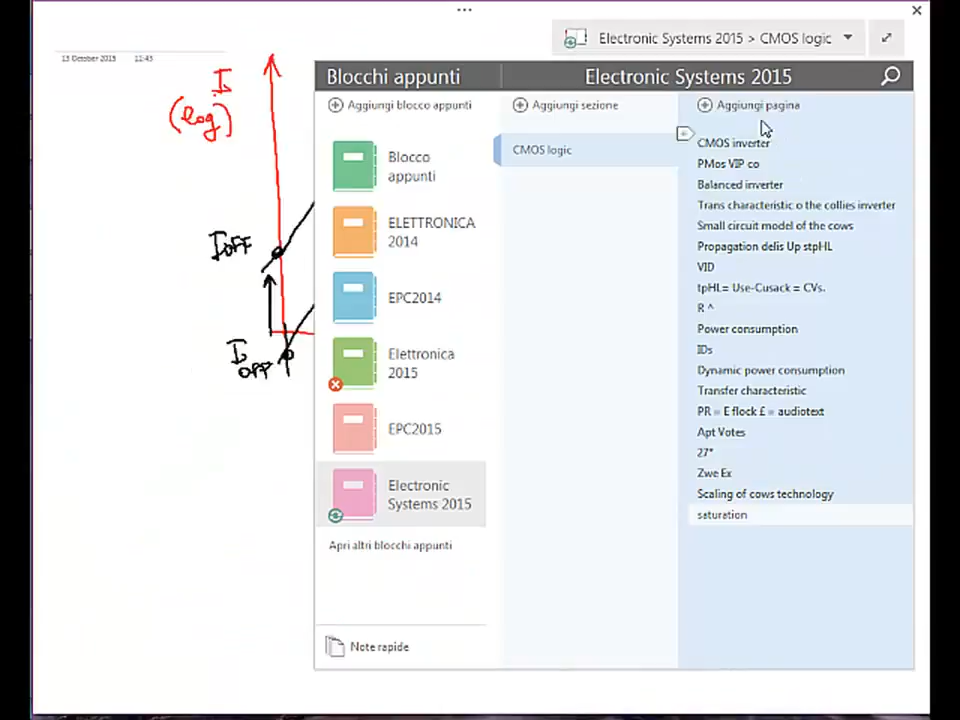 Electronic Systems 2015 > CMOS logic
13 October 2015 11:43
I
(log)
IOFF
IOFF
Blocchi appunti
Electronic Systems 2015
Aggiungi blocco appunti
Aggiungi sezione
Aggiungi pagina
Blocco
appunti
ELETTRONICA
2014
EPC2014
Elettronica
2015
EPC2015
Electronic
Systems 2015
Apri altri blocchi appunti
Note rapide
CMOS logic
CMOS inverter
PMos VIP co
Balanced inverter
Trans characteristic o the collies inverter
Small circuit model of the cows
Propagation delis Up stpHL
VID
tpHL= Use-Cusack = CVs.
R ^
Power consumption
IDs
Dynamic power consumption
Transfer characteristic
PR = E flock £ = audiotext
Apt Votes
27"
Zwe Ex
Scaling of cows technology
saturation